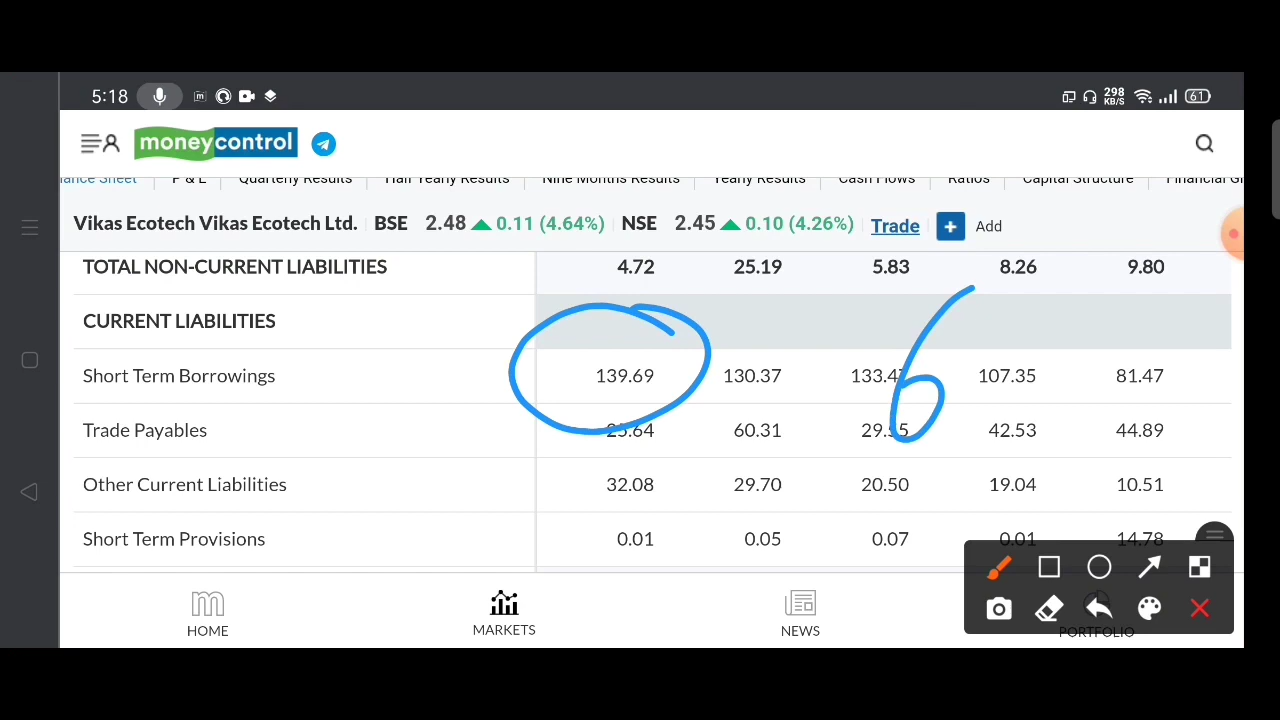 5:18 m 298 KB/S 61
moneycontrol
lance Sheet P & L Quarterly Results Half Yearly Results Nine Months Results Yearly Results Cash Flows Ratios Capital Structure Financial Gr
Vikas Ecotech Vikas Ecotech Ltd. BSE 2.48 0.11 (4.64%) NSE 2.45 0.10 (4.26%) Trade + Add
TOTAL NON-CURRENT LIABILITIES 4.72 25.19 5.83 8.26 9.80
CURRENT LIABILITIES
Short Term Borrowings 139.69 130.37 133.47 107.35 81.47
Trade Payables 60.31 42.53 44.89
6
Other Current Liabilities 32.08 29.70 20.50 19.04 10.51
Short Term Provisions 0.01 0.05 0.07 0.01 14.78
HOME MARKETS NEWS PORTFOLIO